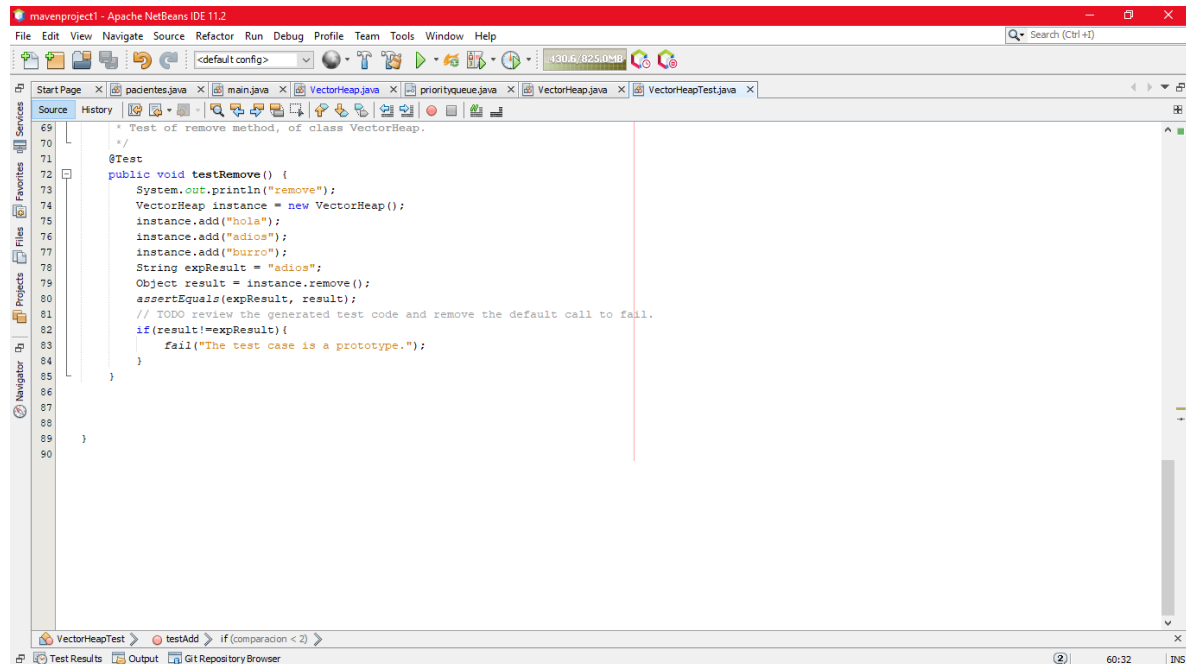 mavenproject1 - Apache NetBeans IDE 11.2
File Edit View Navigate Source Refactor Run Debug Profile Team Tools Window Help
Search (Ctrl+I)
<default config>
430.6/825.0MB
Start Page pacientes.java main.java VectorHeap.java priorityqueue.java VectorHeap.java VectorHeapTest.java
Source History
Services
Favorites
Files
Projects
Navigator
69 * Test of remove method, of class VectorHeap.
70 */
71 @Test
72 public void testRemove() {
73 System.out.println("remove");
74 VectorHeap instance = new VectorHeap();
75 instance.add("hola");
76 instance.add("adios");
77 instance.add("burro");
78 String expResult = "adios";
79 Object result = instance.remove();
80 assertEquals(expResult, result);
81 // TODO review the generated test code and remove the default call to fail.
82 if(result!=expResult){
83 fail("The test case is a prototype.");
84 }
85 }
86
87
88
89 }
90
VectorHeapTest testAdd if (comparacion < 2)
Test Results Output Git Repository Browser 2 60:32 INS